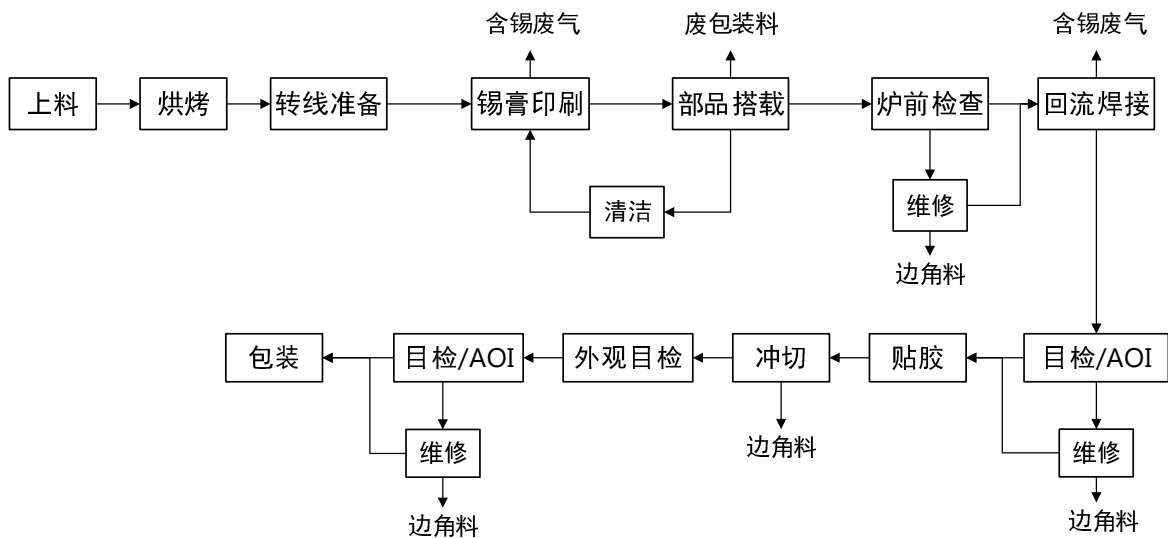 含锡废气
废包装料
含锡废气
上料
烘烤
转线准备
锡膏印刷
部品搭载
炉前检查
回流焊接
清洁
维修
边角料
包装
目检/AOI
外观目检
冲切
贴胶
目检/AOI
维修
边角料
维修
边角料
边角料